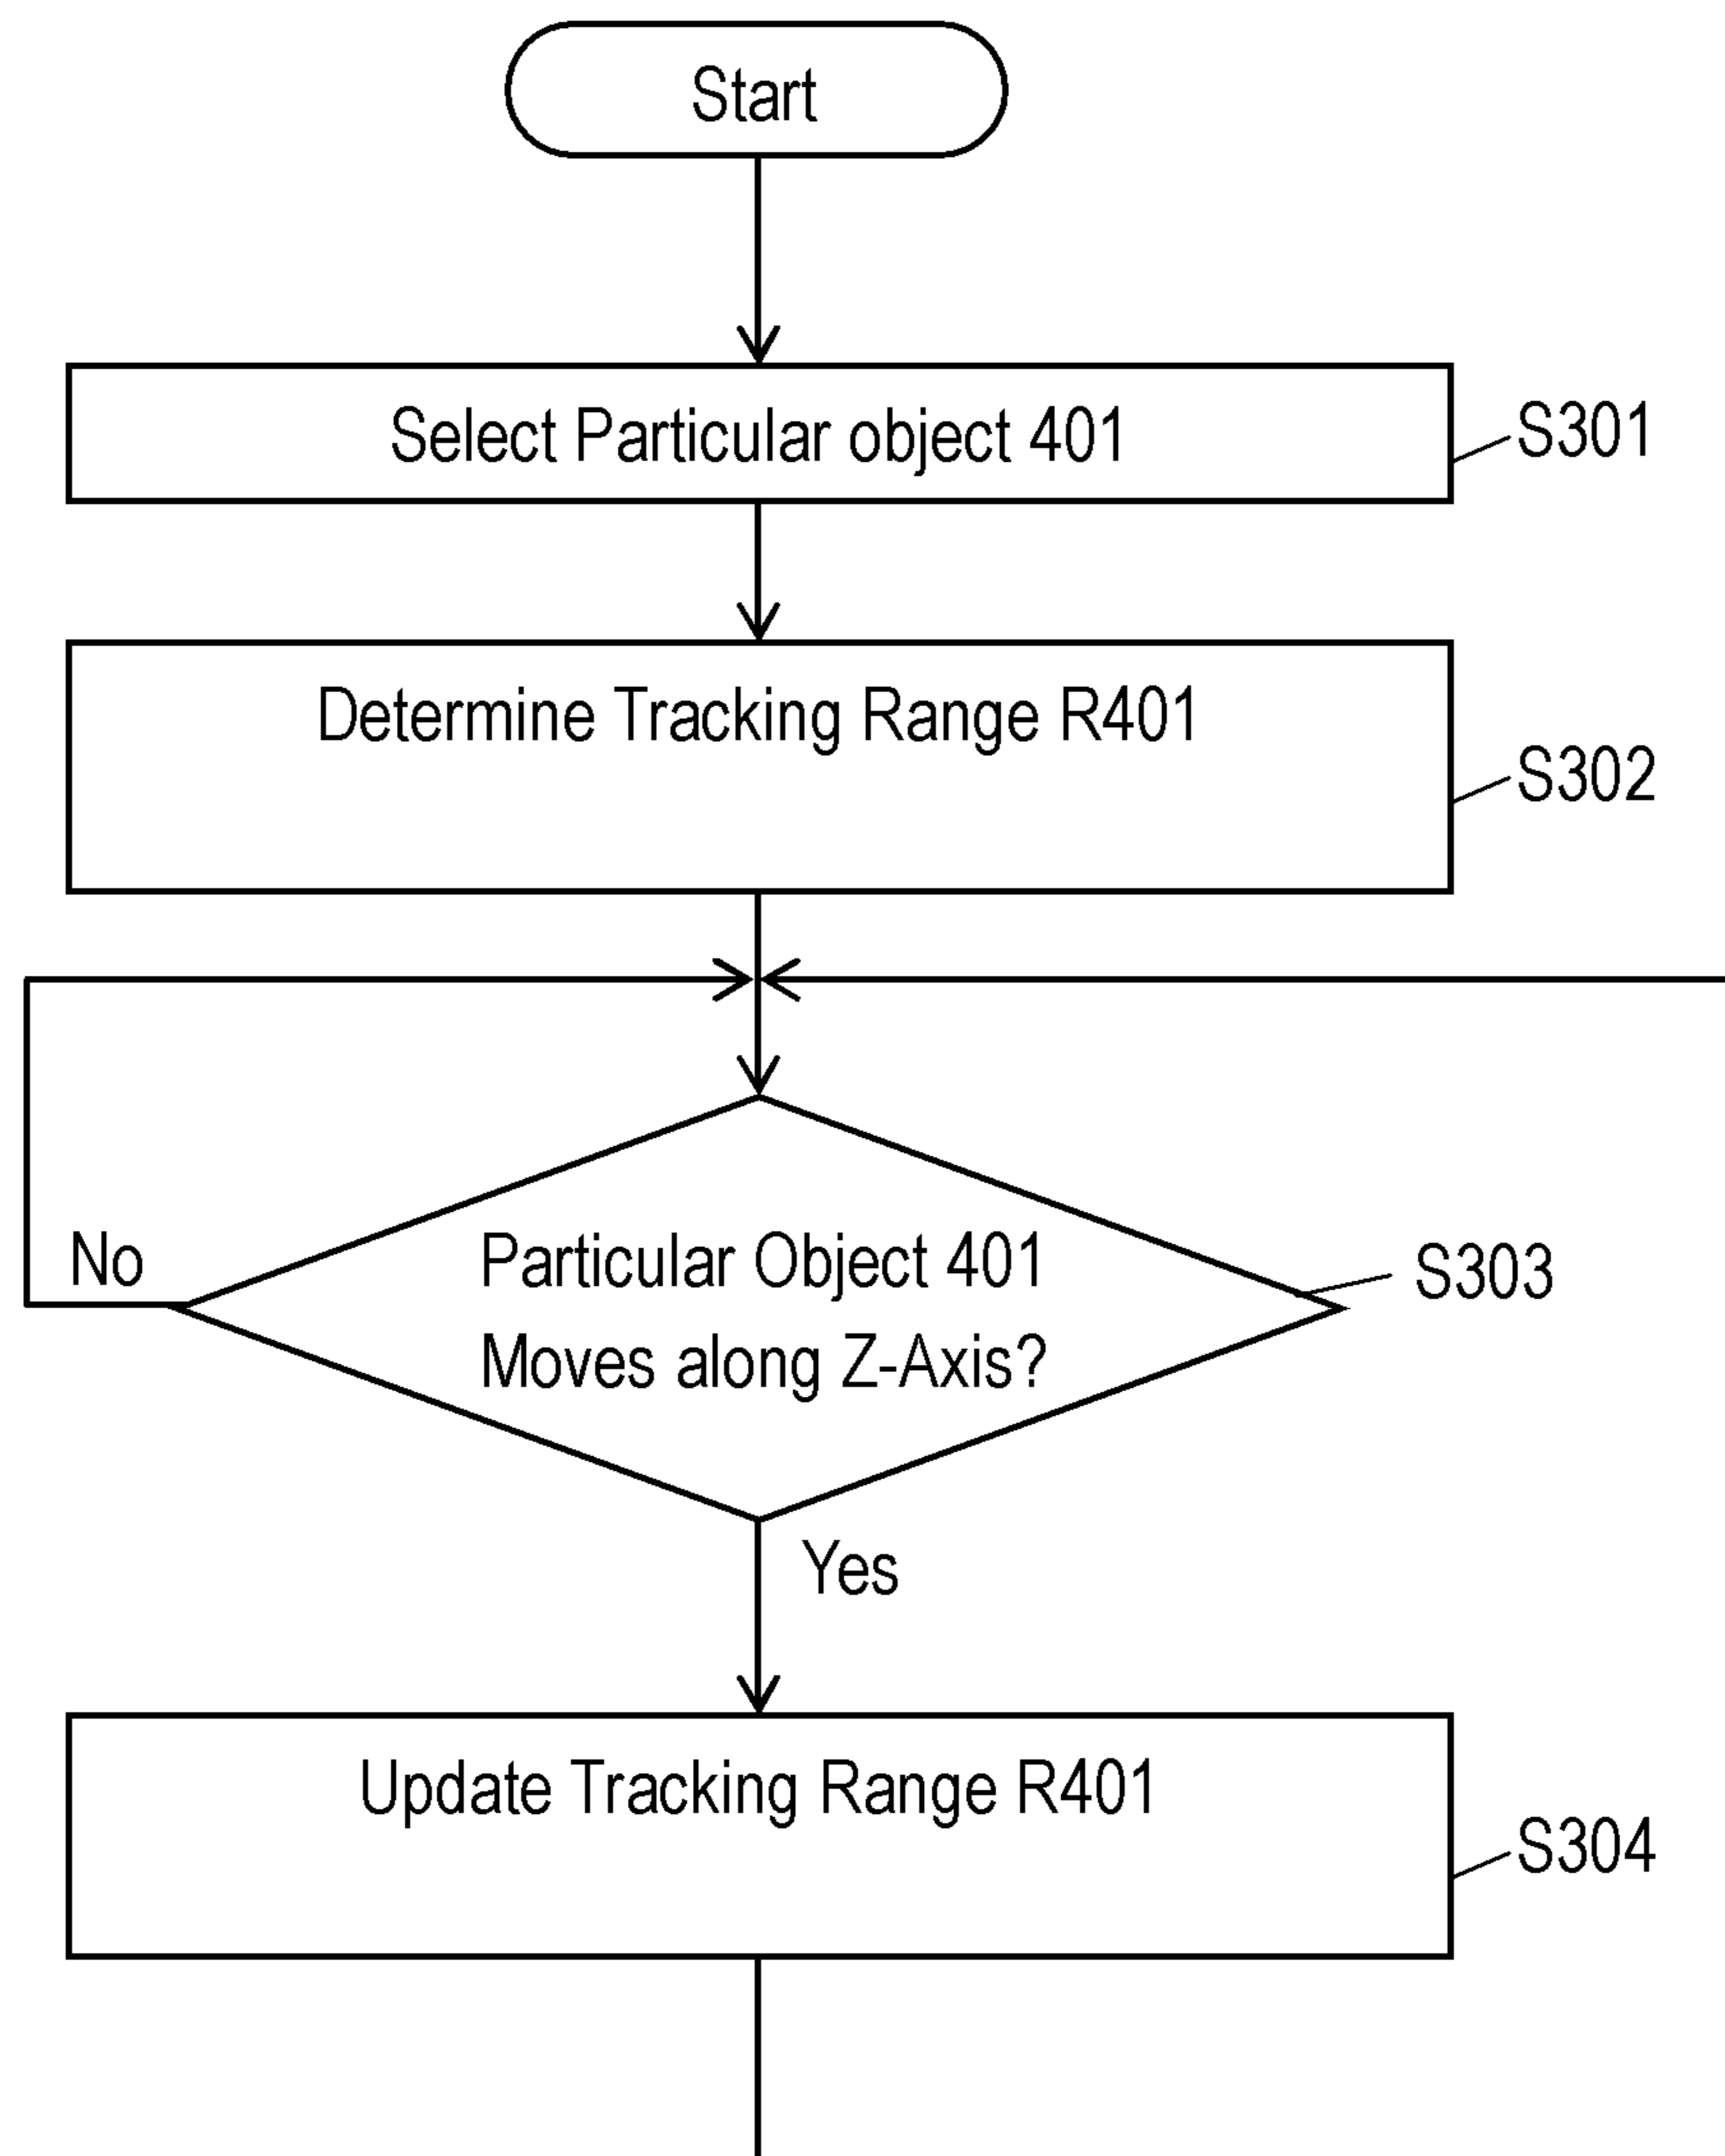 Start
Select Particular object 401
S301
Determine Tracking Range R401
S302
No
Particular Object 401
Moves along Z-Axis?
S303
Yes
Update Tracking Range R401
S304